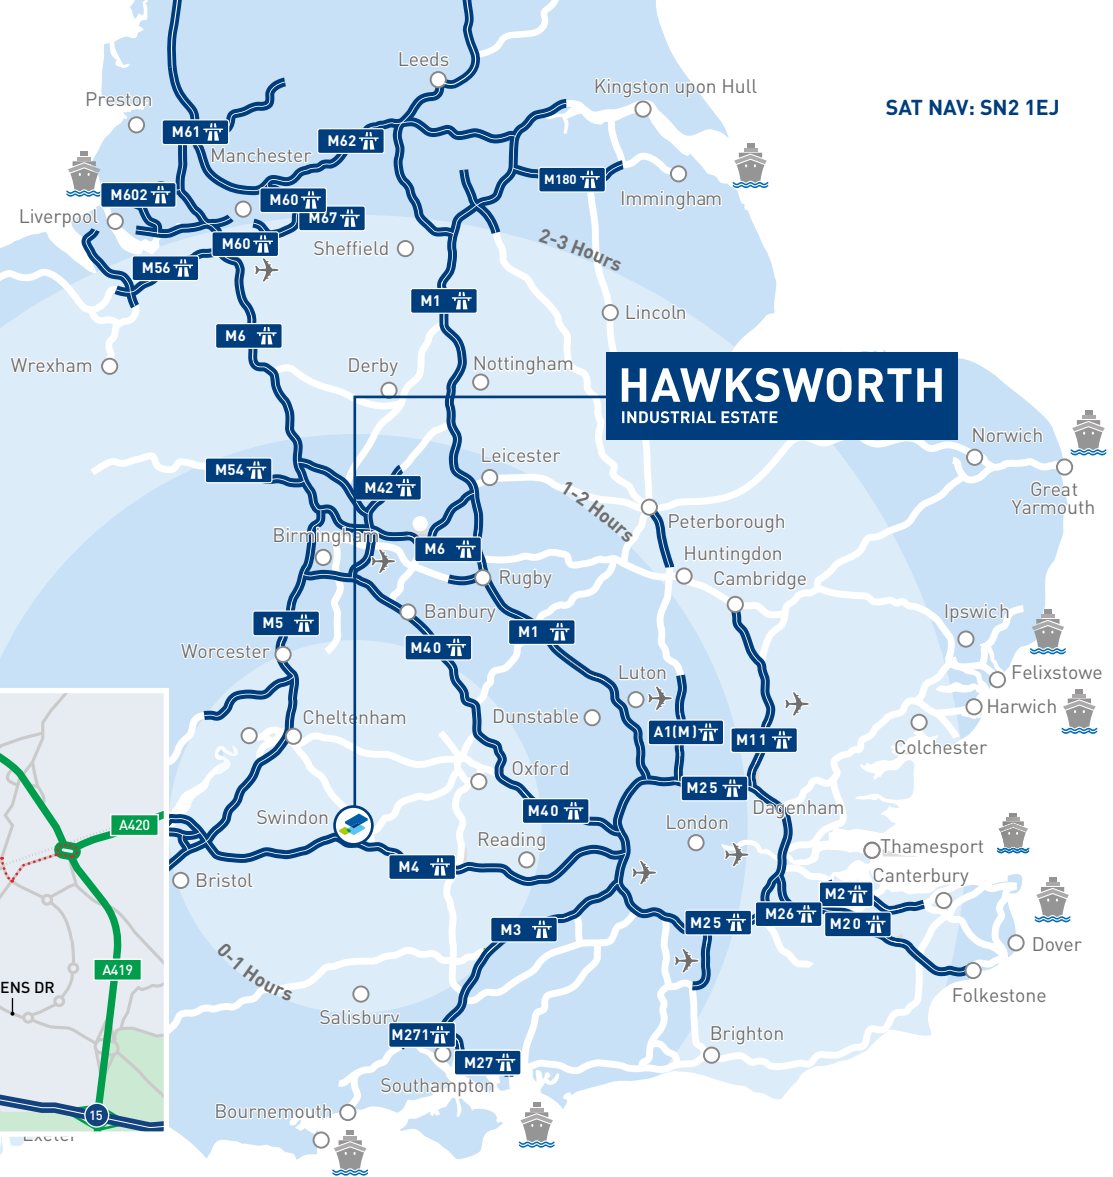 Leeds
Kingston upon Hull
Preston
SAT NAV: SN2 1EJ
M61
M62
Manchester
M180
M602
M60
Immingham
Liverpool
M67
M60
Sheffield
2-3 Hours
M56
M1
Lincoln
M6
Wrexham
Derby
Nottingham
HAWKSWORTH
INDUSTRIAL ESTATE
Norwich
Leicester
M54
M42
1-2 Hours
Great
Yarmouth
Peterborough
Birmingham
M6
Huntingdon
Rugby
Cambridge
Banbury
Ipswich
M5
M1
M40
Worcester
Luton
Felixstowe
Harwich
Cheltenham
Dunstable
A1(M)
M11
Colchester
Oxford
M25
Dagenham
Swindon
M40
London
A420
Reading
Thamesport
M4
Canterbury
Bristol
M2
M26
M25
M20
M3
Dover
0-1 Hours
A419
ENS DR
Folkestone
Salisbury
M271
Brighton
M27
Southampton
Bournemouth
15
Exeter